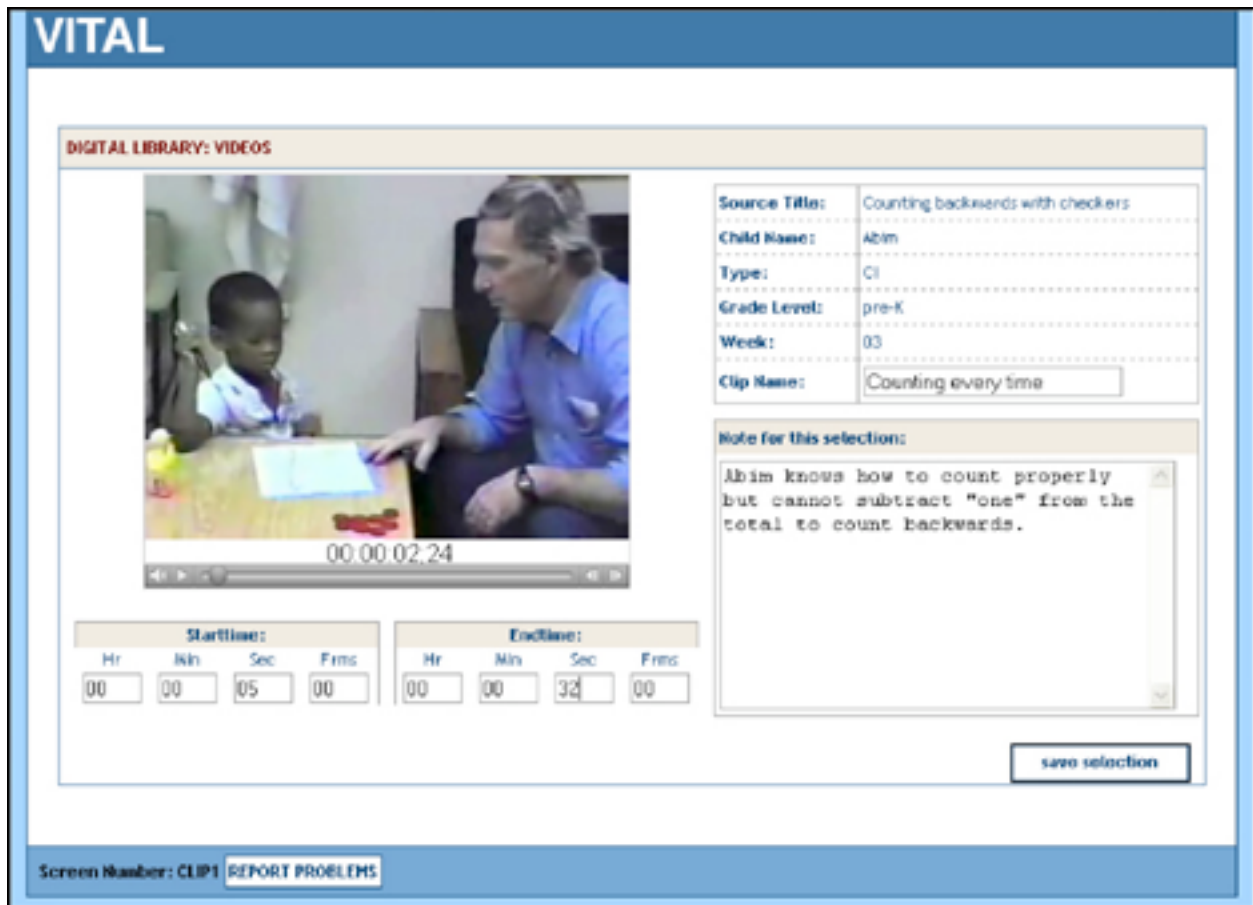 VITAL
DIGITAL LIBRARY: VIDEOS
00:00:02;24
Starttime:
Hr Min Sec Frms
00 00 05 00
Endtime:
Hr Min Sec Frms
00 00 32 00
Source Title: Counting backwards with checkers
Child Name: Abim
Type: CI
Grade Level: pre-K
Week: 03
Clip Name: Counting every time
Note for this selection:
Abim knows how to count properly
but cannot subtract "one" from the
total to count backwards.
save selection
Screen Number: CLIP1 REPORT PROBLEMS